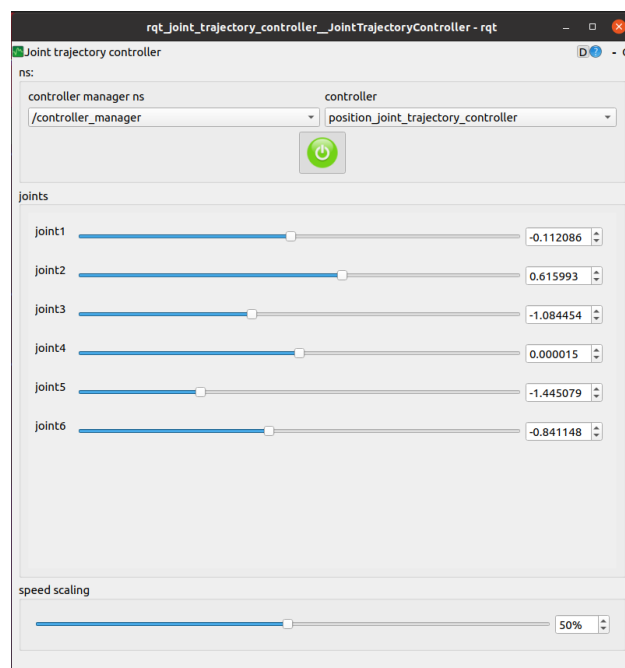 rqt_joint_trajectory_controller__JointTrajectoryController - rqt
Joint trajectory controller
D ? -
ns:
controller manager ns controller
/controller_manager position_joint_trajectory_controller
joints
joint1 -0.112086
joint2 0.615993
joint3 -1.084454
joint4 0.000015
joint5 -1.445079
joint6 -0.841148
speed scaling
50%